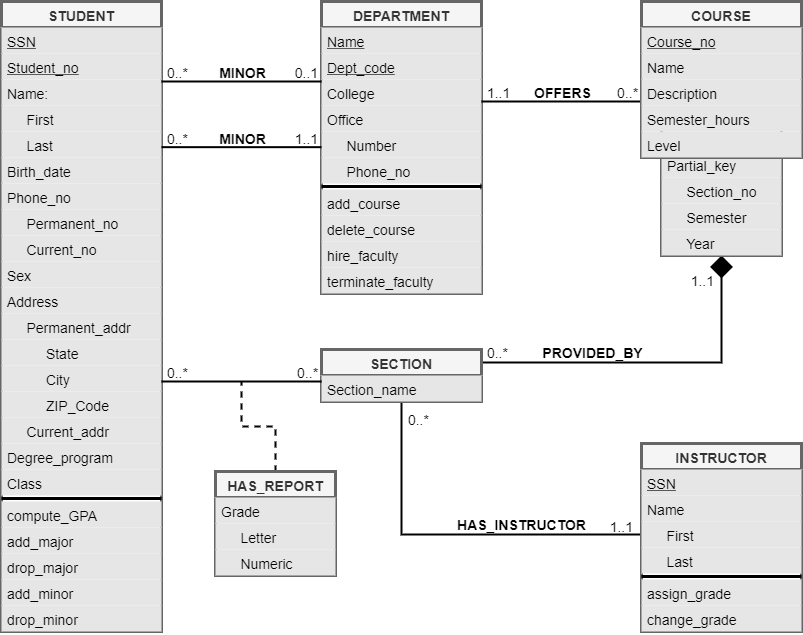 STUDENT
SSN
Student_no
Name:
First
Last
Birth_date
Phone_no
Permanent_no
Current_no
Sex
Address
Permanent_addr
State
City
ZIP_Code
Current_addr
Degree_program
Class
compute_GPA
add_major
drop_major
add_minor
drop_minor
0..* MINOR 0..1
0..* MINOR 1..1
DEPARTMENT
Name
Dept_code
College
Office
Number
Phone_no
add_course
delete_course
hire_faculty
terminate_faculty
1..1 OFFERS 0..*
COURSE
Course_no
Name
Description
Semester_hours
Level
Partial_key
Section_no
Semester
Year
1..1
0..* PROVIDED_BY
0..* 0..*
SECTION
Section_name
0..*
HAS_INSTRUCTOR 1..1
HAS_REPORT
Grade
Letter
Numeric
INSTRUCTOR
SSN
Name
First
Last
assign_grade
change_grade